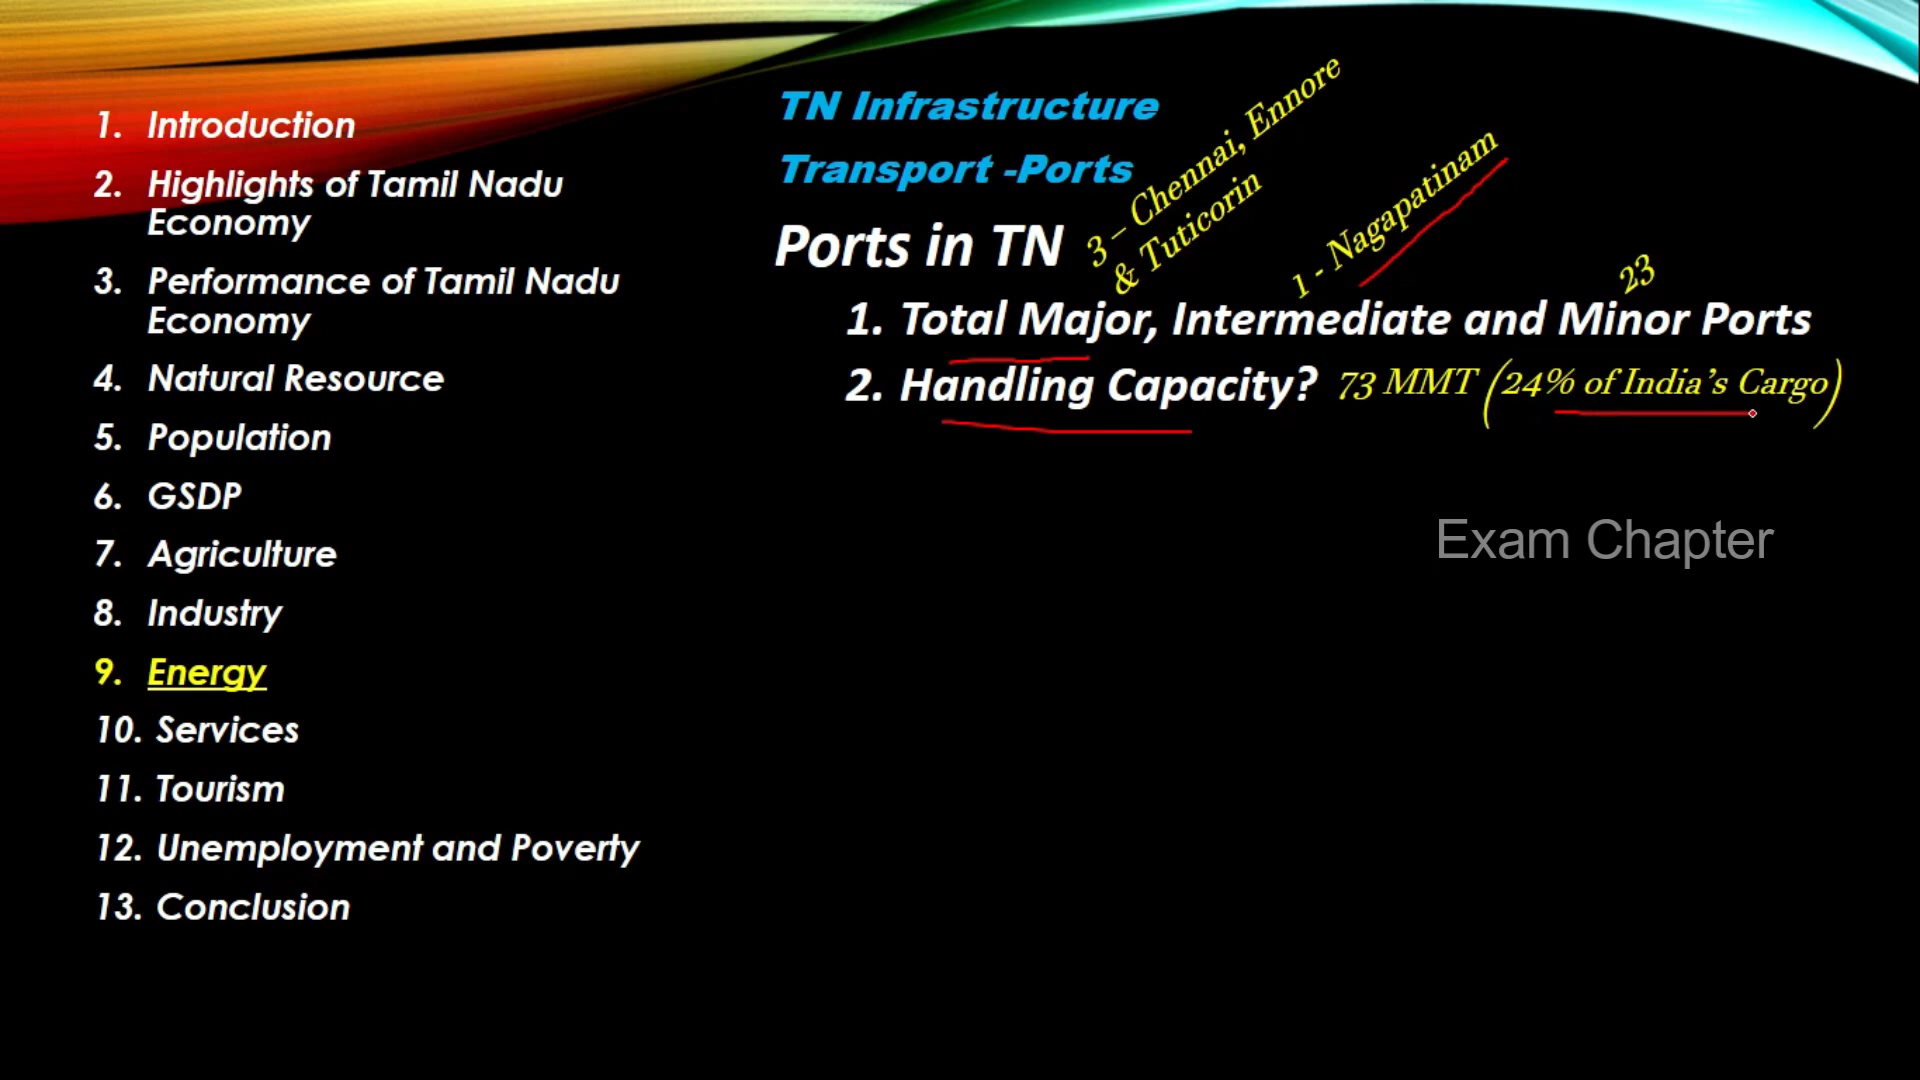 1. Introduction
2. Highlights of Tamil Nadu
Economy
3. Performance of Tamil Nadu
Economy
4. Natural Resource
5. Population
6. GSDP
7. Agriculture
8. Industry
9. Energy
10. Services
11. Tourism
12. Unemployment and Poverty
13. Conclusion
TN Infrastructure
Transport -Ports
Ports in TN
3 – Chennai, Ennore
& Tuticorin
1 - Nagapatinam
23
1. Total Major, Intermediate and Minor Ports
2. Handling Capacity? 73 MMT (24% of India's Cargo)
Exam Chapter